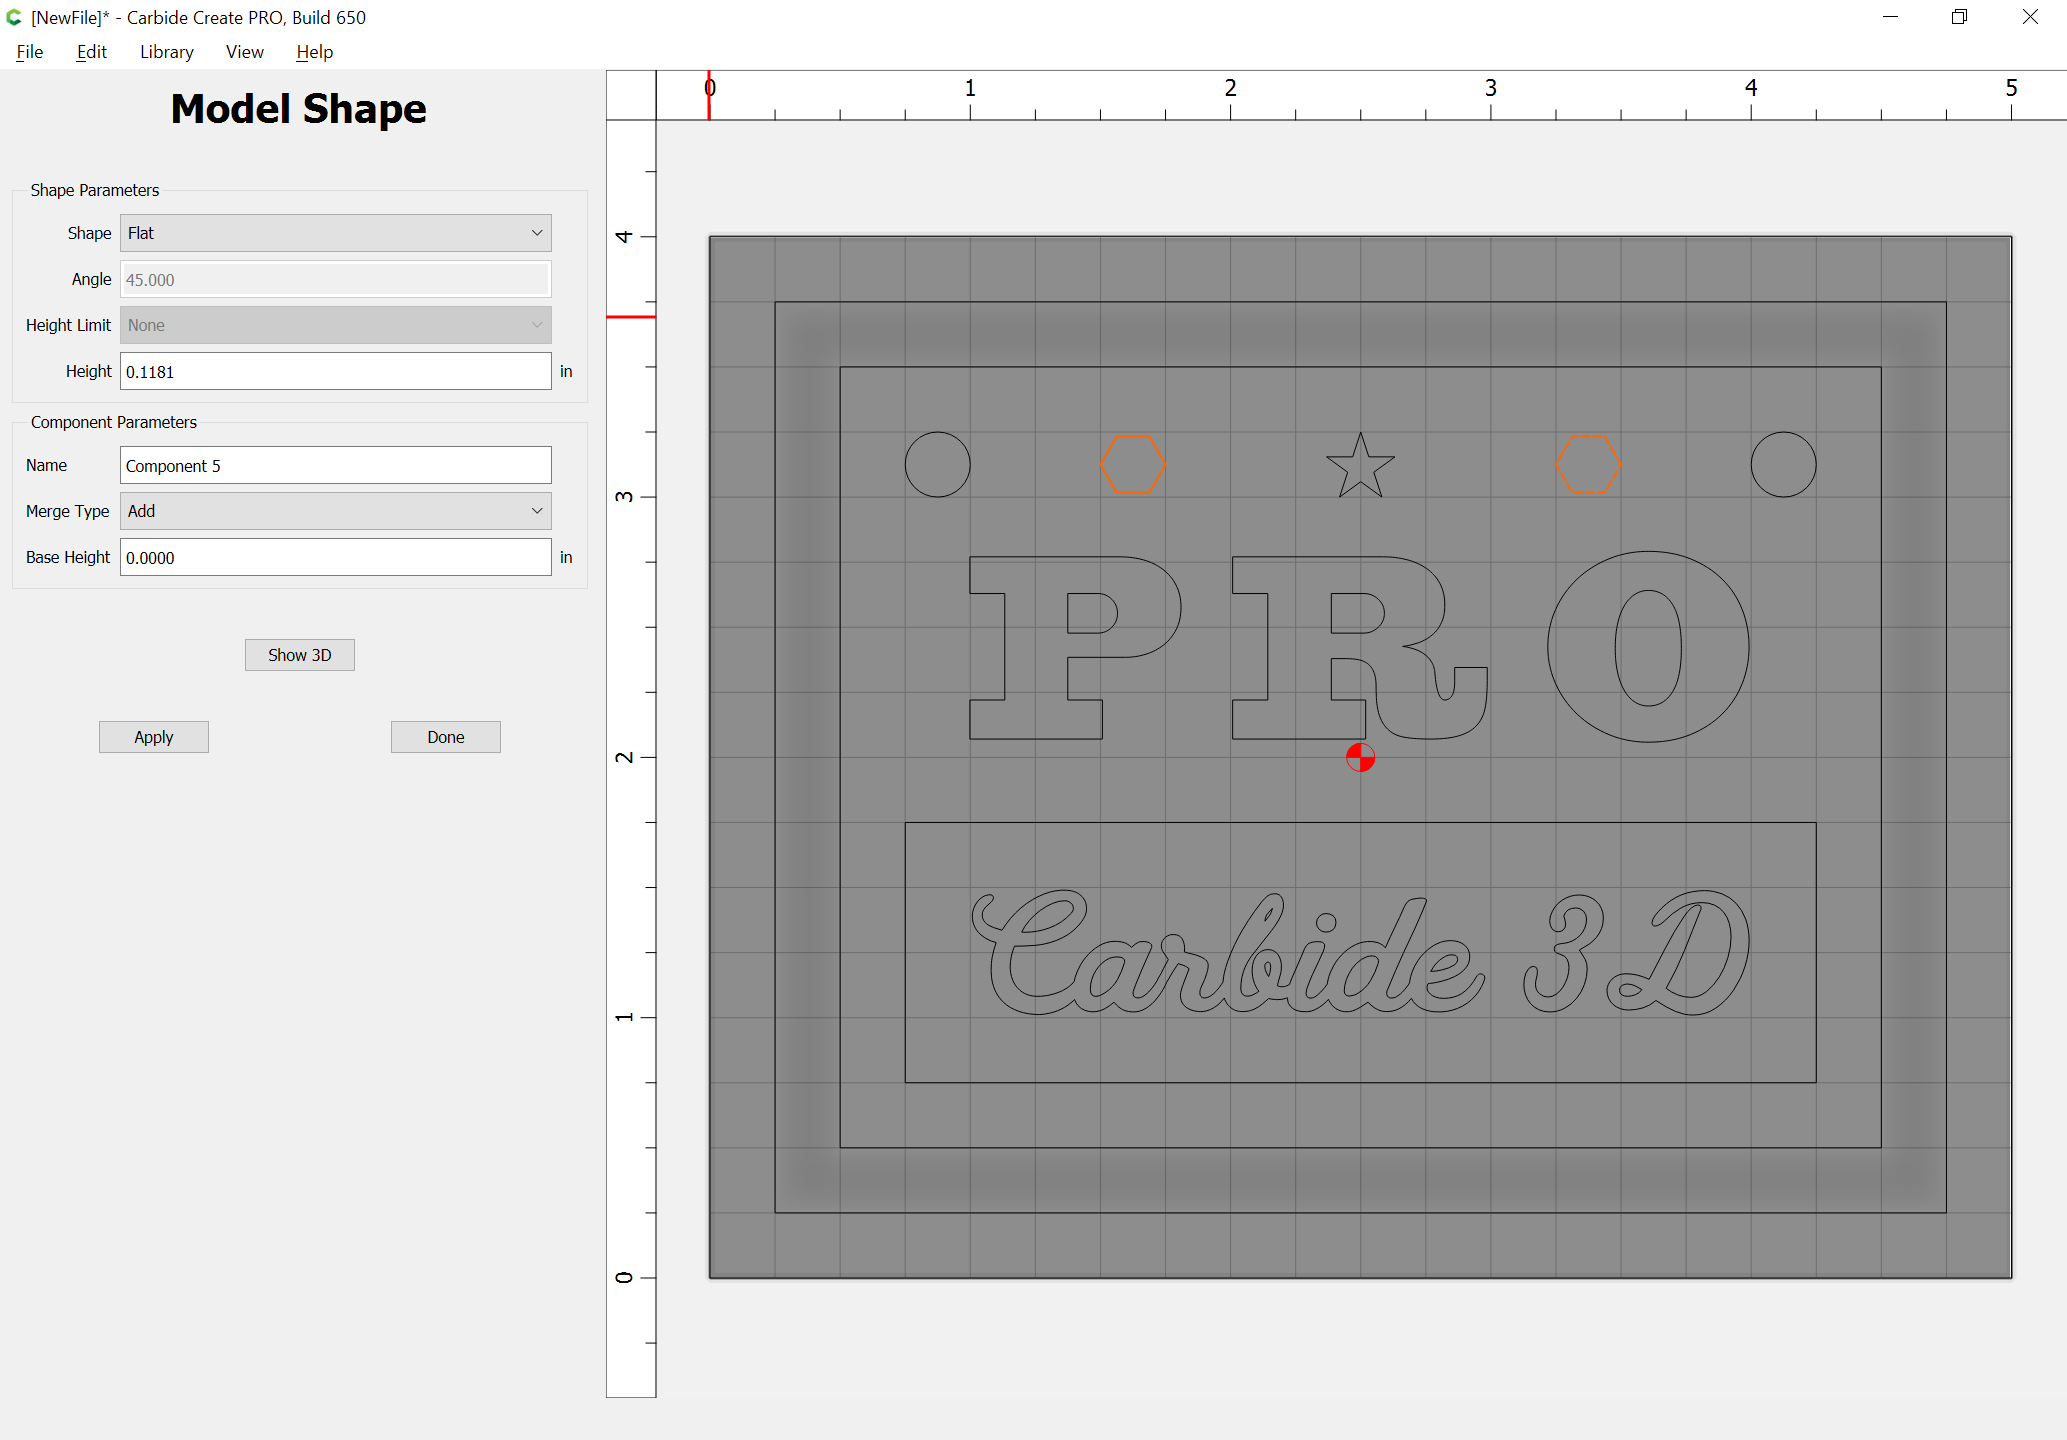 [NewFile]* - Carbide Create PRO, Build 650
File Edit Library View Help
Model Shape
Shape Parameters
Shape Flat
Angle 45.000
Height Limit None
Height 0.1181 in
Component Parameters
Name Component 5
Merge Type Add
Base Height 0.0000 in
Show 3D
Apply Done
0 1 2 3 4 5
4
3
2
1
0
PRO
Carbide 3D